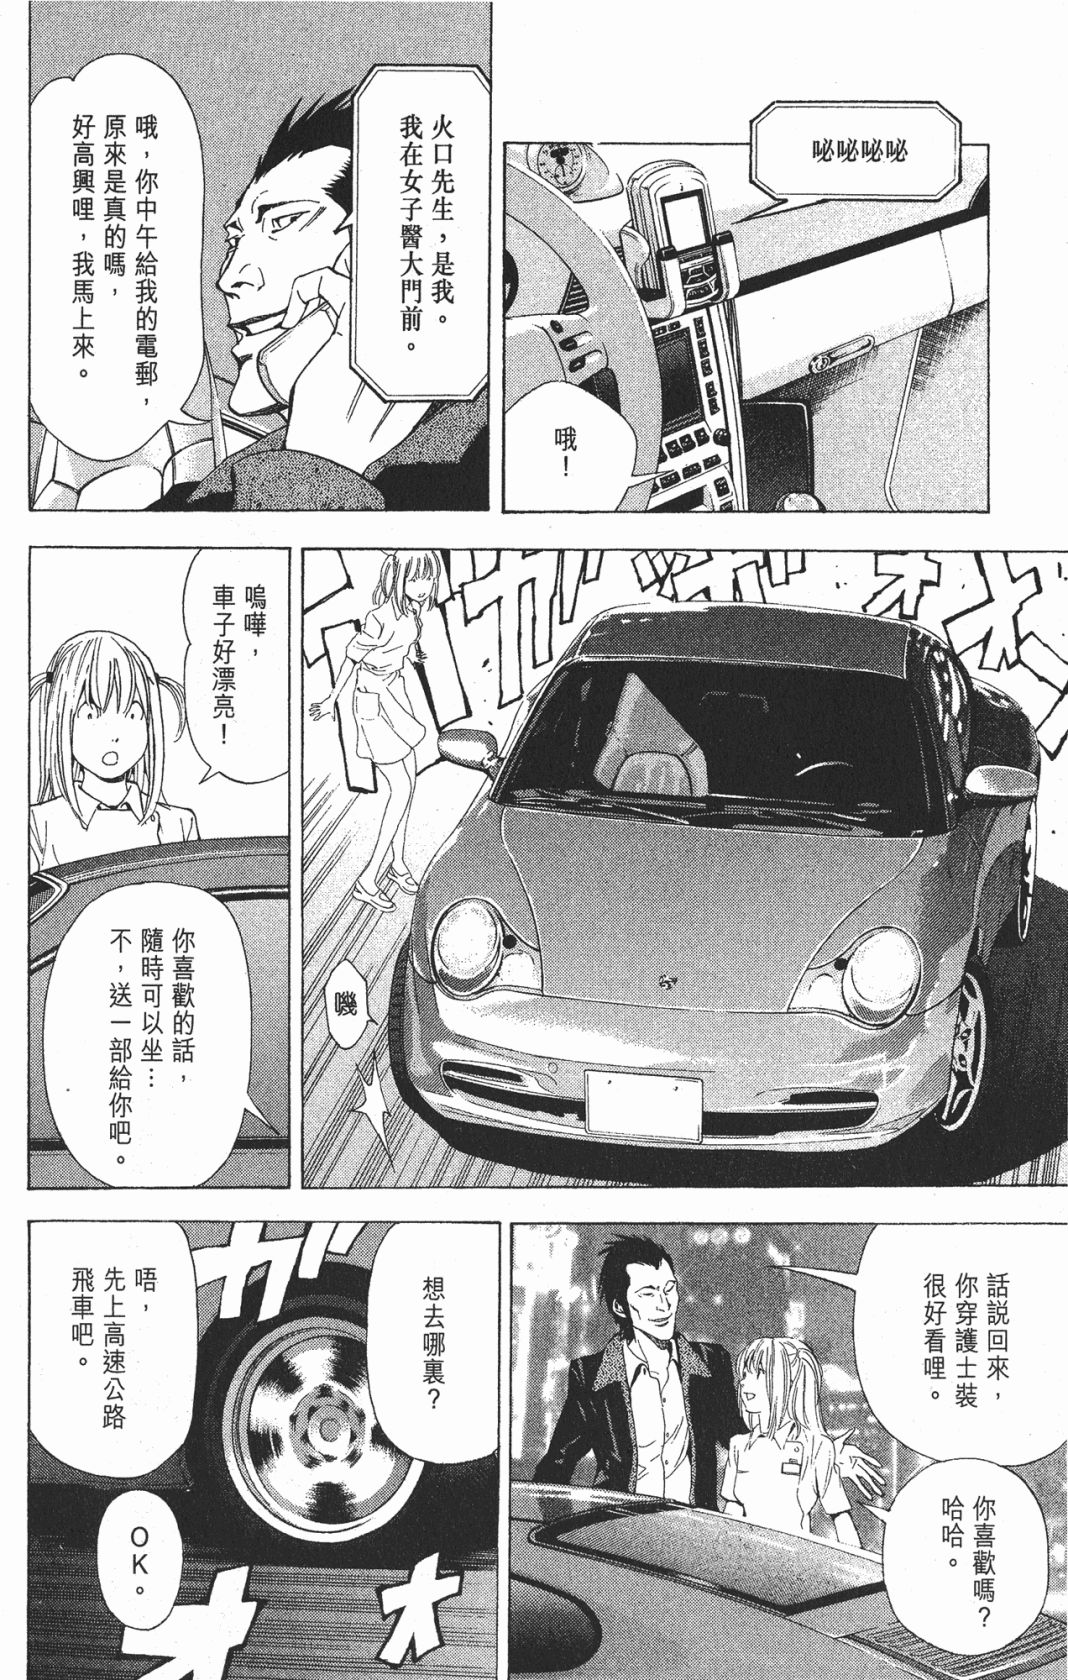 咇咇咇咇
哦！
火口先生，是我。
我在女子醫大門前。
哦，你中午給我的電郵，
原來是真的嗎，
好高興哩，我馬上來。
嘰
嗚嘩，
車子好漂亮！
你喜歡的話，
隨時可以坐…
不，送一部給你吧。
話說回來，
你穿護士裝
很好看哩。
你喜歡嗎？
哈哈。
想去哪裏？
唔，
先上高速公路
飛車吧。
ＯＫ。